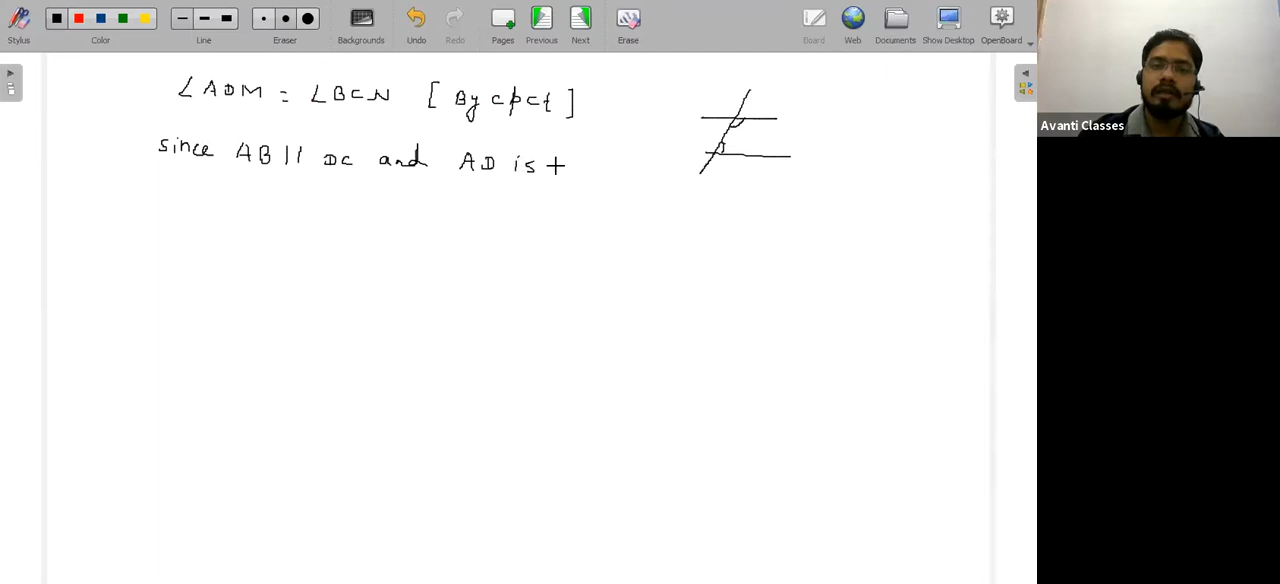 Stylus Color Line Eraser Backgrounds Undo Redo Pages Previous Next Erase Board Web Documents Show Desktop OpenBoard
∠ADM = ∠BCN [ By cpct ]
since AB || DC and AD is t
Avanti Classes